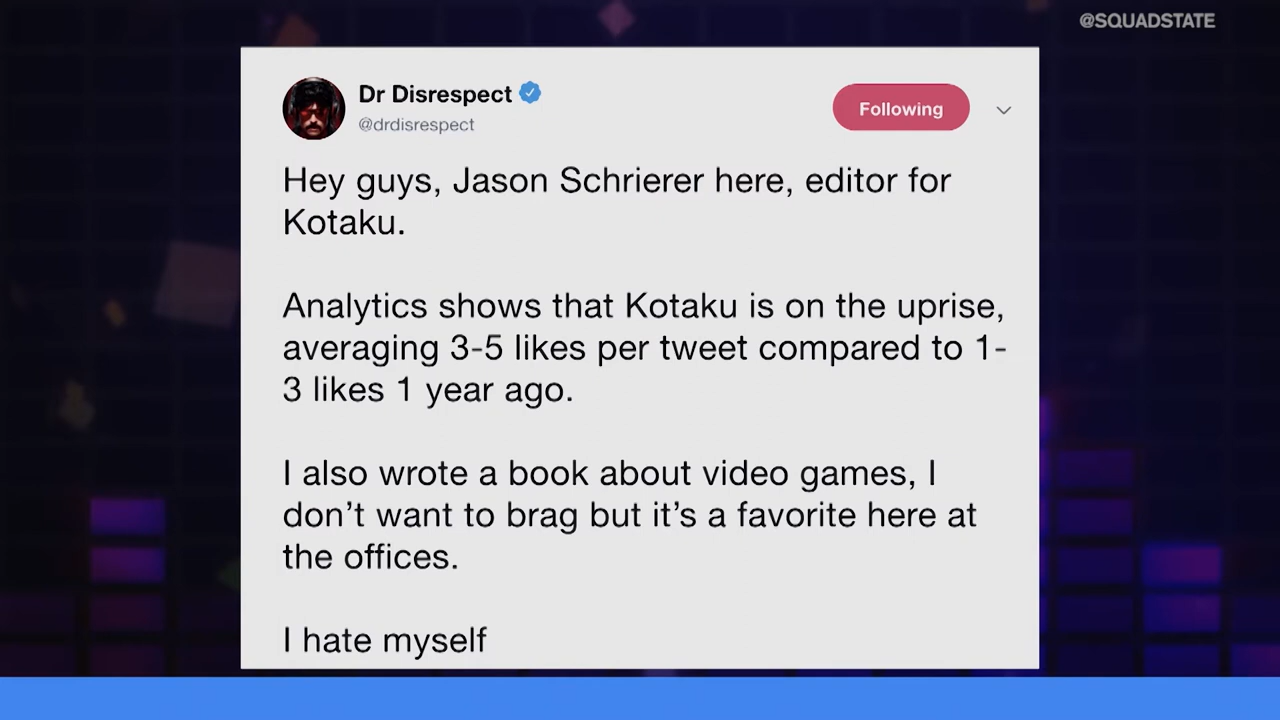 @SQUADSTATE
Dr Disrespect
@drdisrespect
Following
Hey guys, Jason Schrierer here, editor for
Kotaku.
Analytics shows that Kotaku is on the uprise,
averaging 3-5 likes per tweet compared to 1-
3 likes 1 year ago.
I also wrote a book about video games, I
don’t want to brag but it’s a favorite here at
the offices.
I hate myself